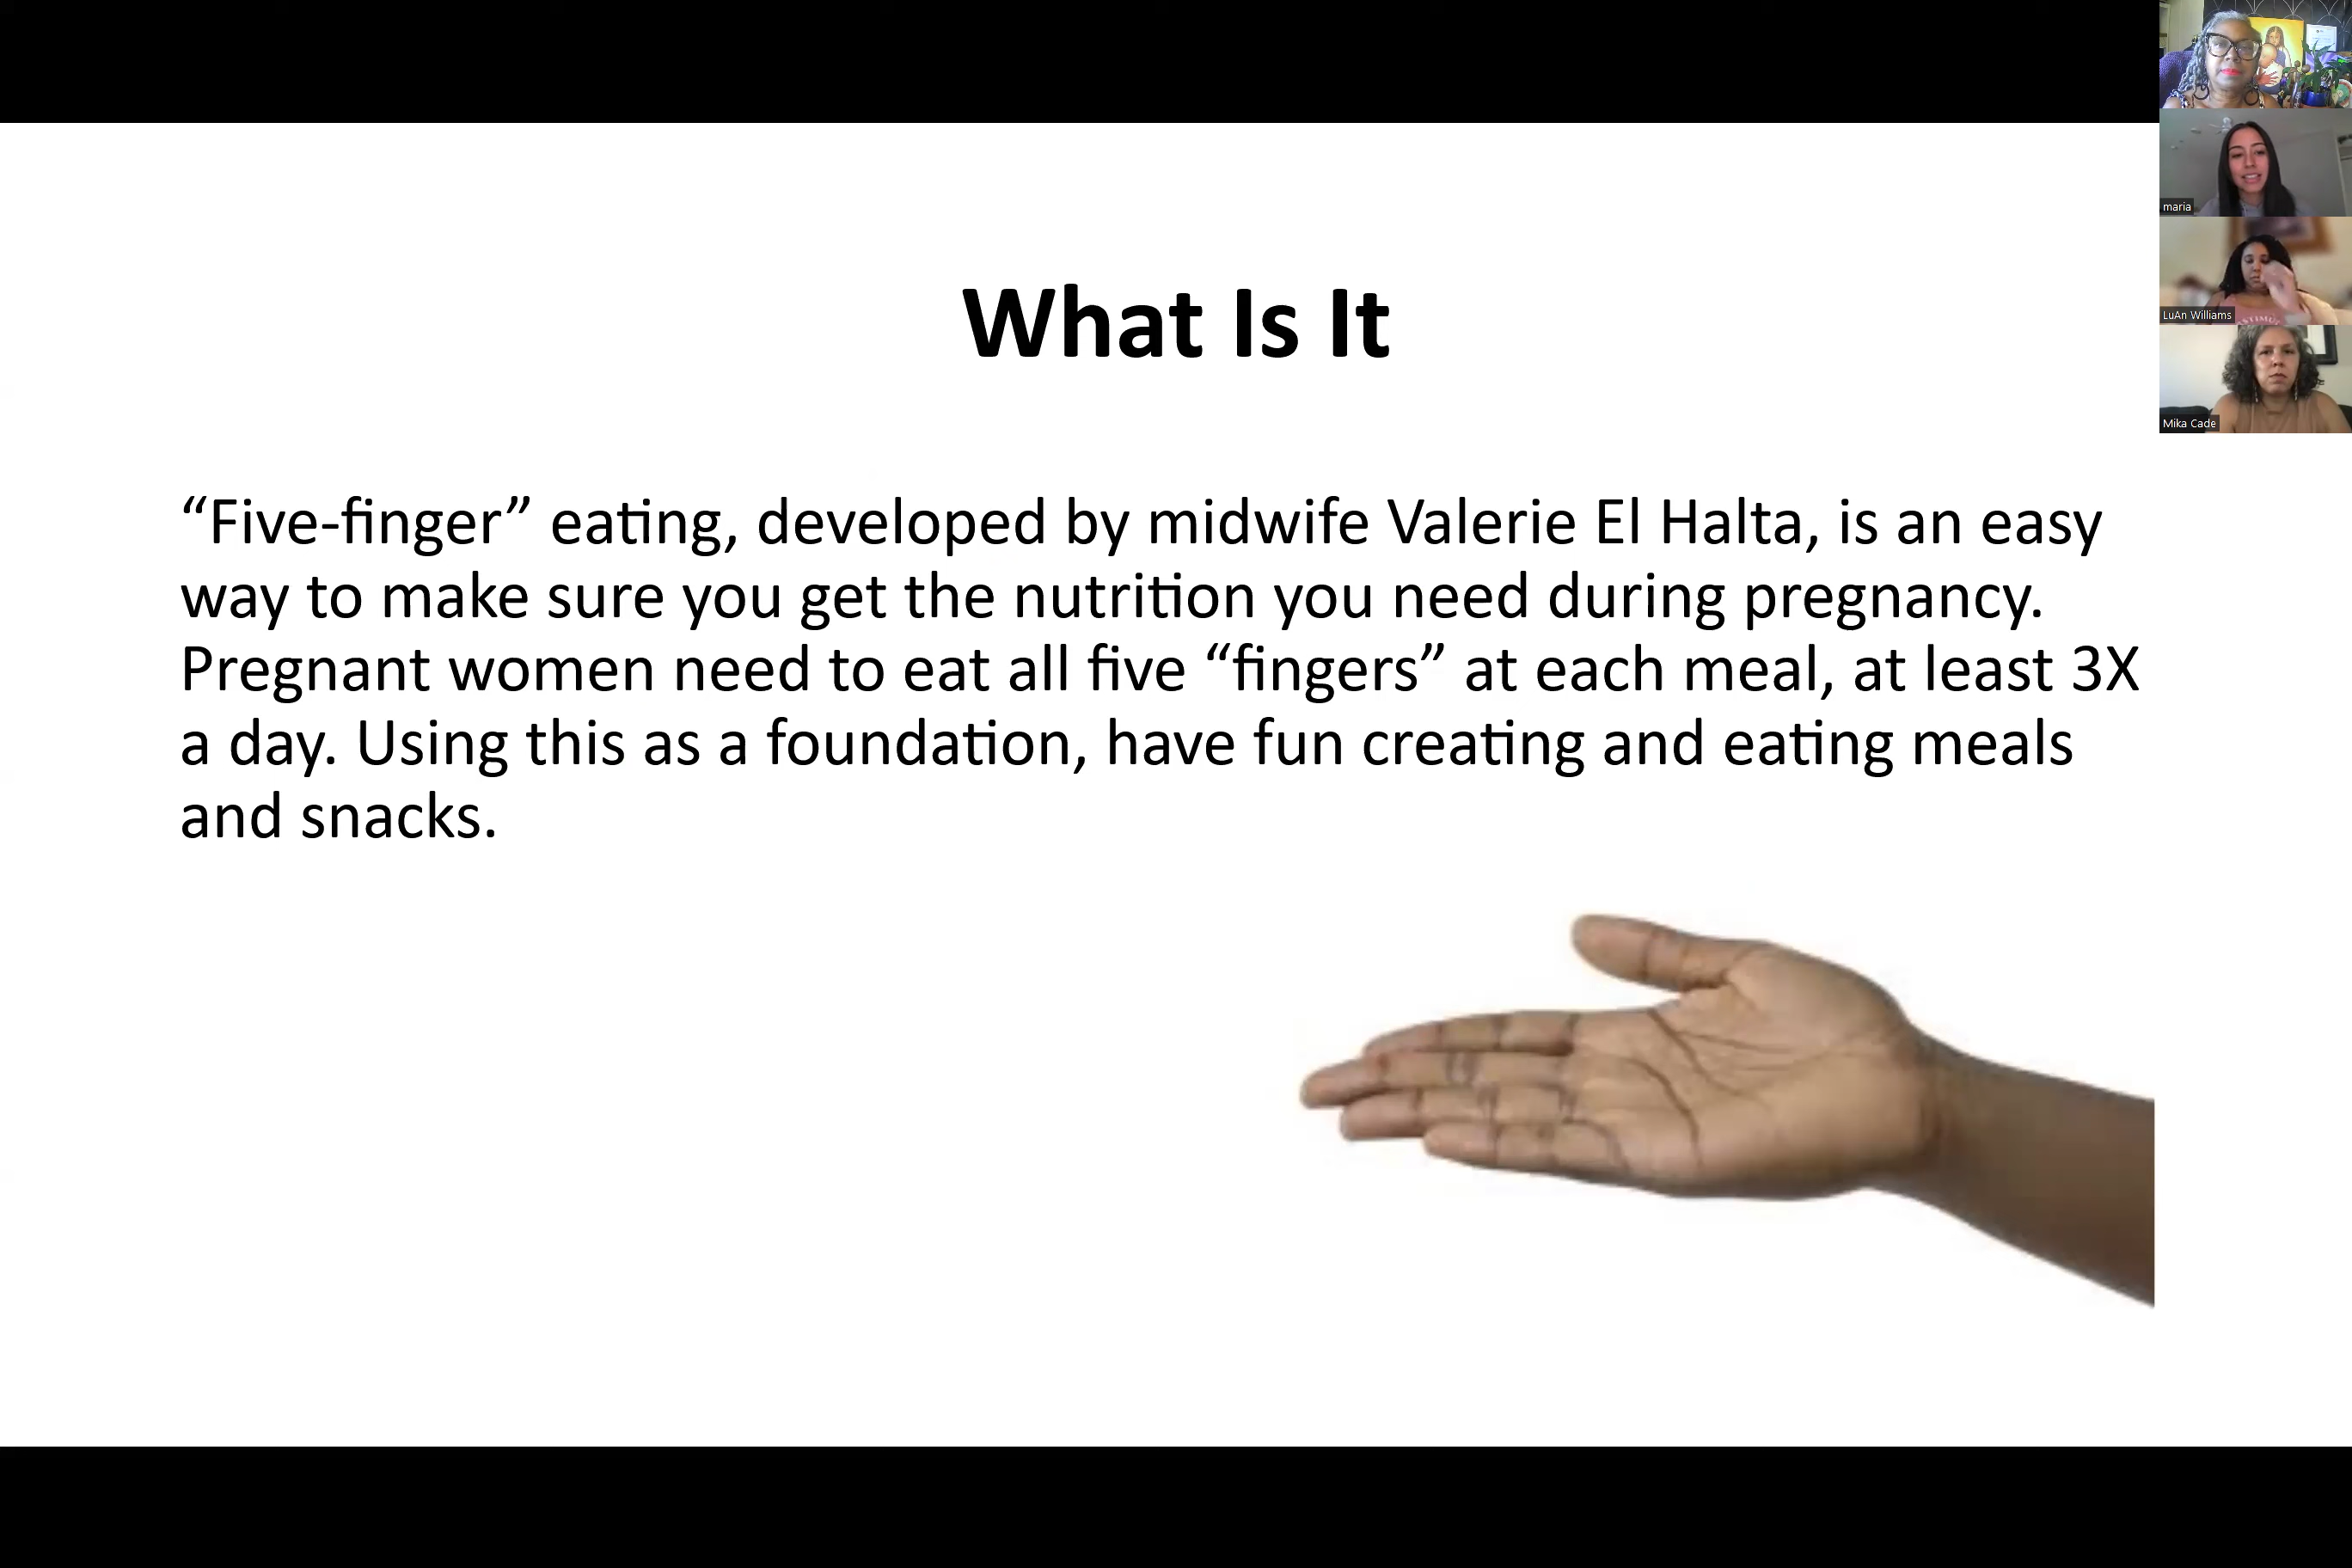 What Is It
“Five-finger” eating, developed by midwife Valerie El Halta, is an easy
way to make sure you get the nutrition you need during pregnancy.
Pregnant women need to eat all five “fingers” at each meal, at least 3X
a day. Using this as a foundation, have fun creating and eating meals
and snacks.
maria
LuAn Williams
Mika Cade